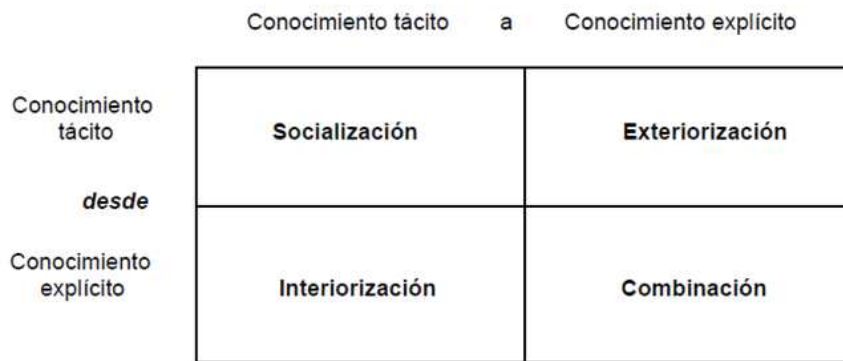 Conocimiento tácito a Conocimiento explícito
Conocimiento
tácito
Socialización Exteriorización
desde
Conocimiento
explícito
Interiorización Combinación